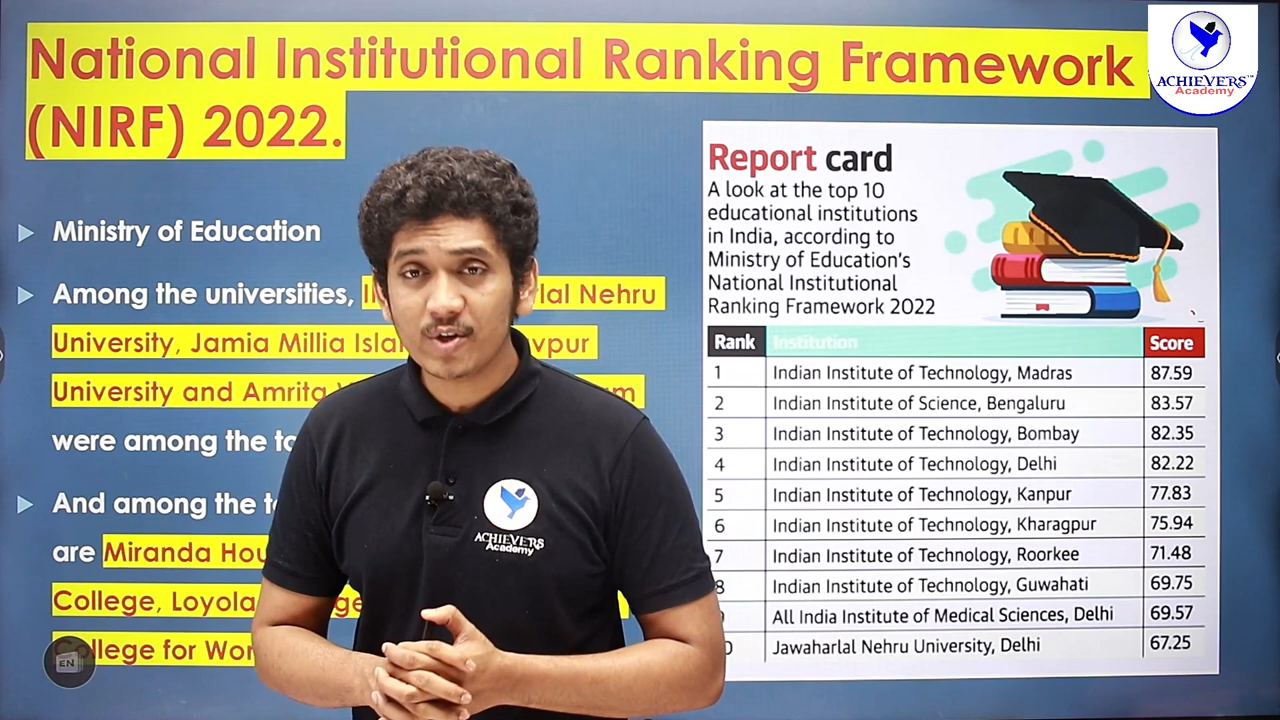 National Institutional Ranking Framework
(NIRF) 2022.
ACHIEVERS™
Academy
Ministry of Education
Among the universities, Nehru
University, Jamia Millia
University and Amrita
were among the
And among the
are Miranda
College, Loyola
College for
EN
ACHIEVERS
Academy
Report card
A look at the top 10
educational institutions
in India, according to
Ministry of Education's
National Institutional
Ranking Framework 2022
Rank Institution Score
1 Indian Institute of Technology, Madras 87.59
2 Indian Institute of Science, Bengaluru 83.57
3 Indian Institute of Technology, Bombay 82.35
4 Indian Institute of Technology, Delhi 82.22
5 Indian Institute of Technology, Kanpur 77.83
6 Indian Institute of Technology, Kharagpur 75.94
7 Indian Institute of Technology, Roorkee 71.48
8 Indian Institute of Technology, Guwahati 69.75
All India Institute of Medical Sciences, Delhi 69.57
Jawaharlal Nehru University, Delhi 67.25